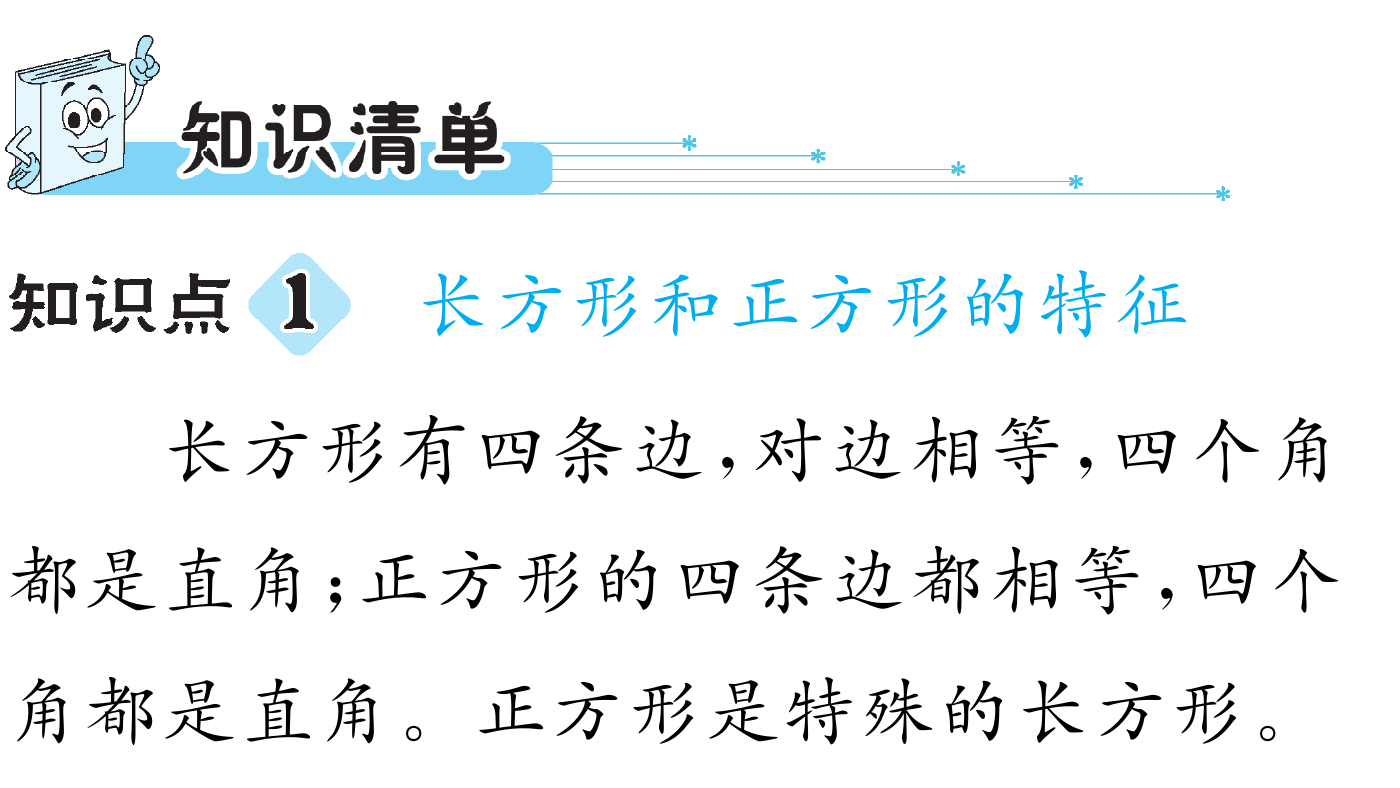 知识清单
知识点 1 长方形和正方形的特征
长方形有四条边,对边相等,四个角
都是直角;正方形的四条边都相等,四个
角都是直角。正方形是特殊的长方形。